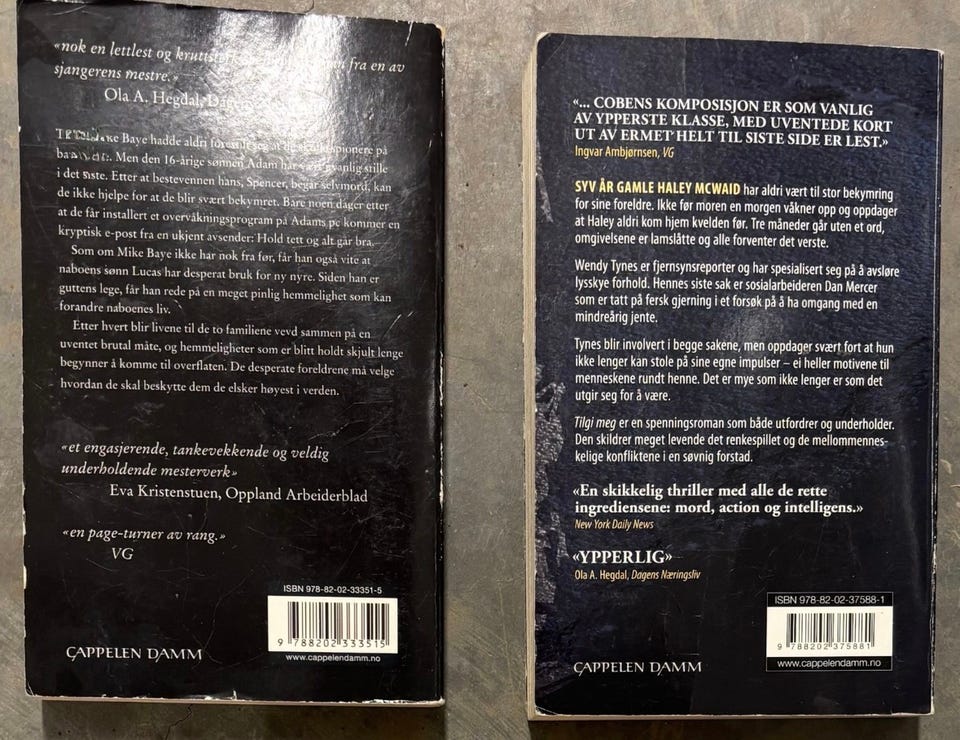 «nok en lettlest og fra en av
sjangerens mestre.»
Ola A. Hegdal,
Baye hadde aldri
Men den 16-årige sønnen Adam har stille
i det siste. Etter at bestevennen hans, Spencer, begår selvmord, kan
de ikke hjelpe for at de blir svært bekymret. Bare noen dager etter
at de får installert et overvåkningsprogram på Adams pc kommer en
kryptisk e-post fra en ukjent avsender: Hold tett og alt går bra.
Som om Mike Baye ikke har nok fra før, får han også vite at
naboens sønn Lucas har desperat bruk for ny nyre. Siden han er
guttens lege, får han rede på en meget pinlig hemmelighet som kan
forandre naboenes liv.
Etter hvert blir livene til de to familiene vevd sammen på en
uventet brutal måte, og hemmeligheter som er blitt holdt skjult lenge
begynner å komme til overflaten. De desperate foreldrene må velge
hvordan de skal beskytte dem de elsker høyest i verden.
«et engasjerende, tankevekkende og veldig
underholdende mesterverk»
Eva Kristenstuen, Oppland Arbeiderblad
«en page-turner av rang.»
VG
ISBN 978-82-02-33351-5
9 788202 333515
www.cappelendamm.no
CAPPELEN DAMM
«... COBENS KOMPOSISJON ER SOM VANLIG
AV YPPERSTE KLASSE, MED UVENTEDE KORT
UT AV ERMET HELT TIL SISTE SIDE ER LEST.»
Ingvar Ambjørnsen, VG
SYV ÅR GAMLE HALEY MCWAID har aldri vært til stor bekymring
for sine foreldre. Ikke før moren en morgen våkner opp og oppdager
at Haley aldri kom hjem kvelden før. Tre måneder går uten et ord,
omgivelsene er lamslåtte og alle forventer det verste.
Wendy Tynes er fjernsynsreporter og har spesialisert seg på å avsløre
lysskye forhold. Hennes siste sak er sosialarbeideren Dan Mercer
som er tatt på fersk gjerning i et forsøk på å ha omgang med en
mindreårig jente.
Tynes blir involvert i begge sakene, men oppdager svært fort at hun
ikke lenger kan stole på sine egne impulser – ei heller motivene til
menneskene rundt henne. Det er mye som ikke lenger er som det
utgir seg for å være.
Tilgi meg er en spenningsroman som både utfordrer og underholder.
Den skildrer meget levende det renkespillet og de mellommennes-
kelige konfliktene i en søvnig forstad.
«En skikkelig thriller med alle de rette
ingrediensene: mord, action og intelligens.»
New York Daily News
«YPPERLIG»
Ola A. Hegdal, Dagens Næringsliv
ISBN 978-82-02-37588-1
9 788202 375881
www.cappelendamm.no
CAPPELEN DAMM